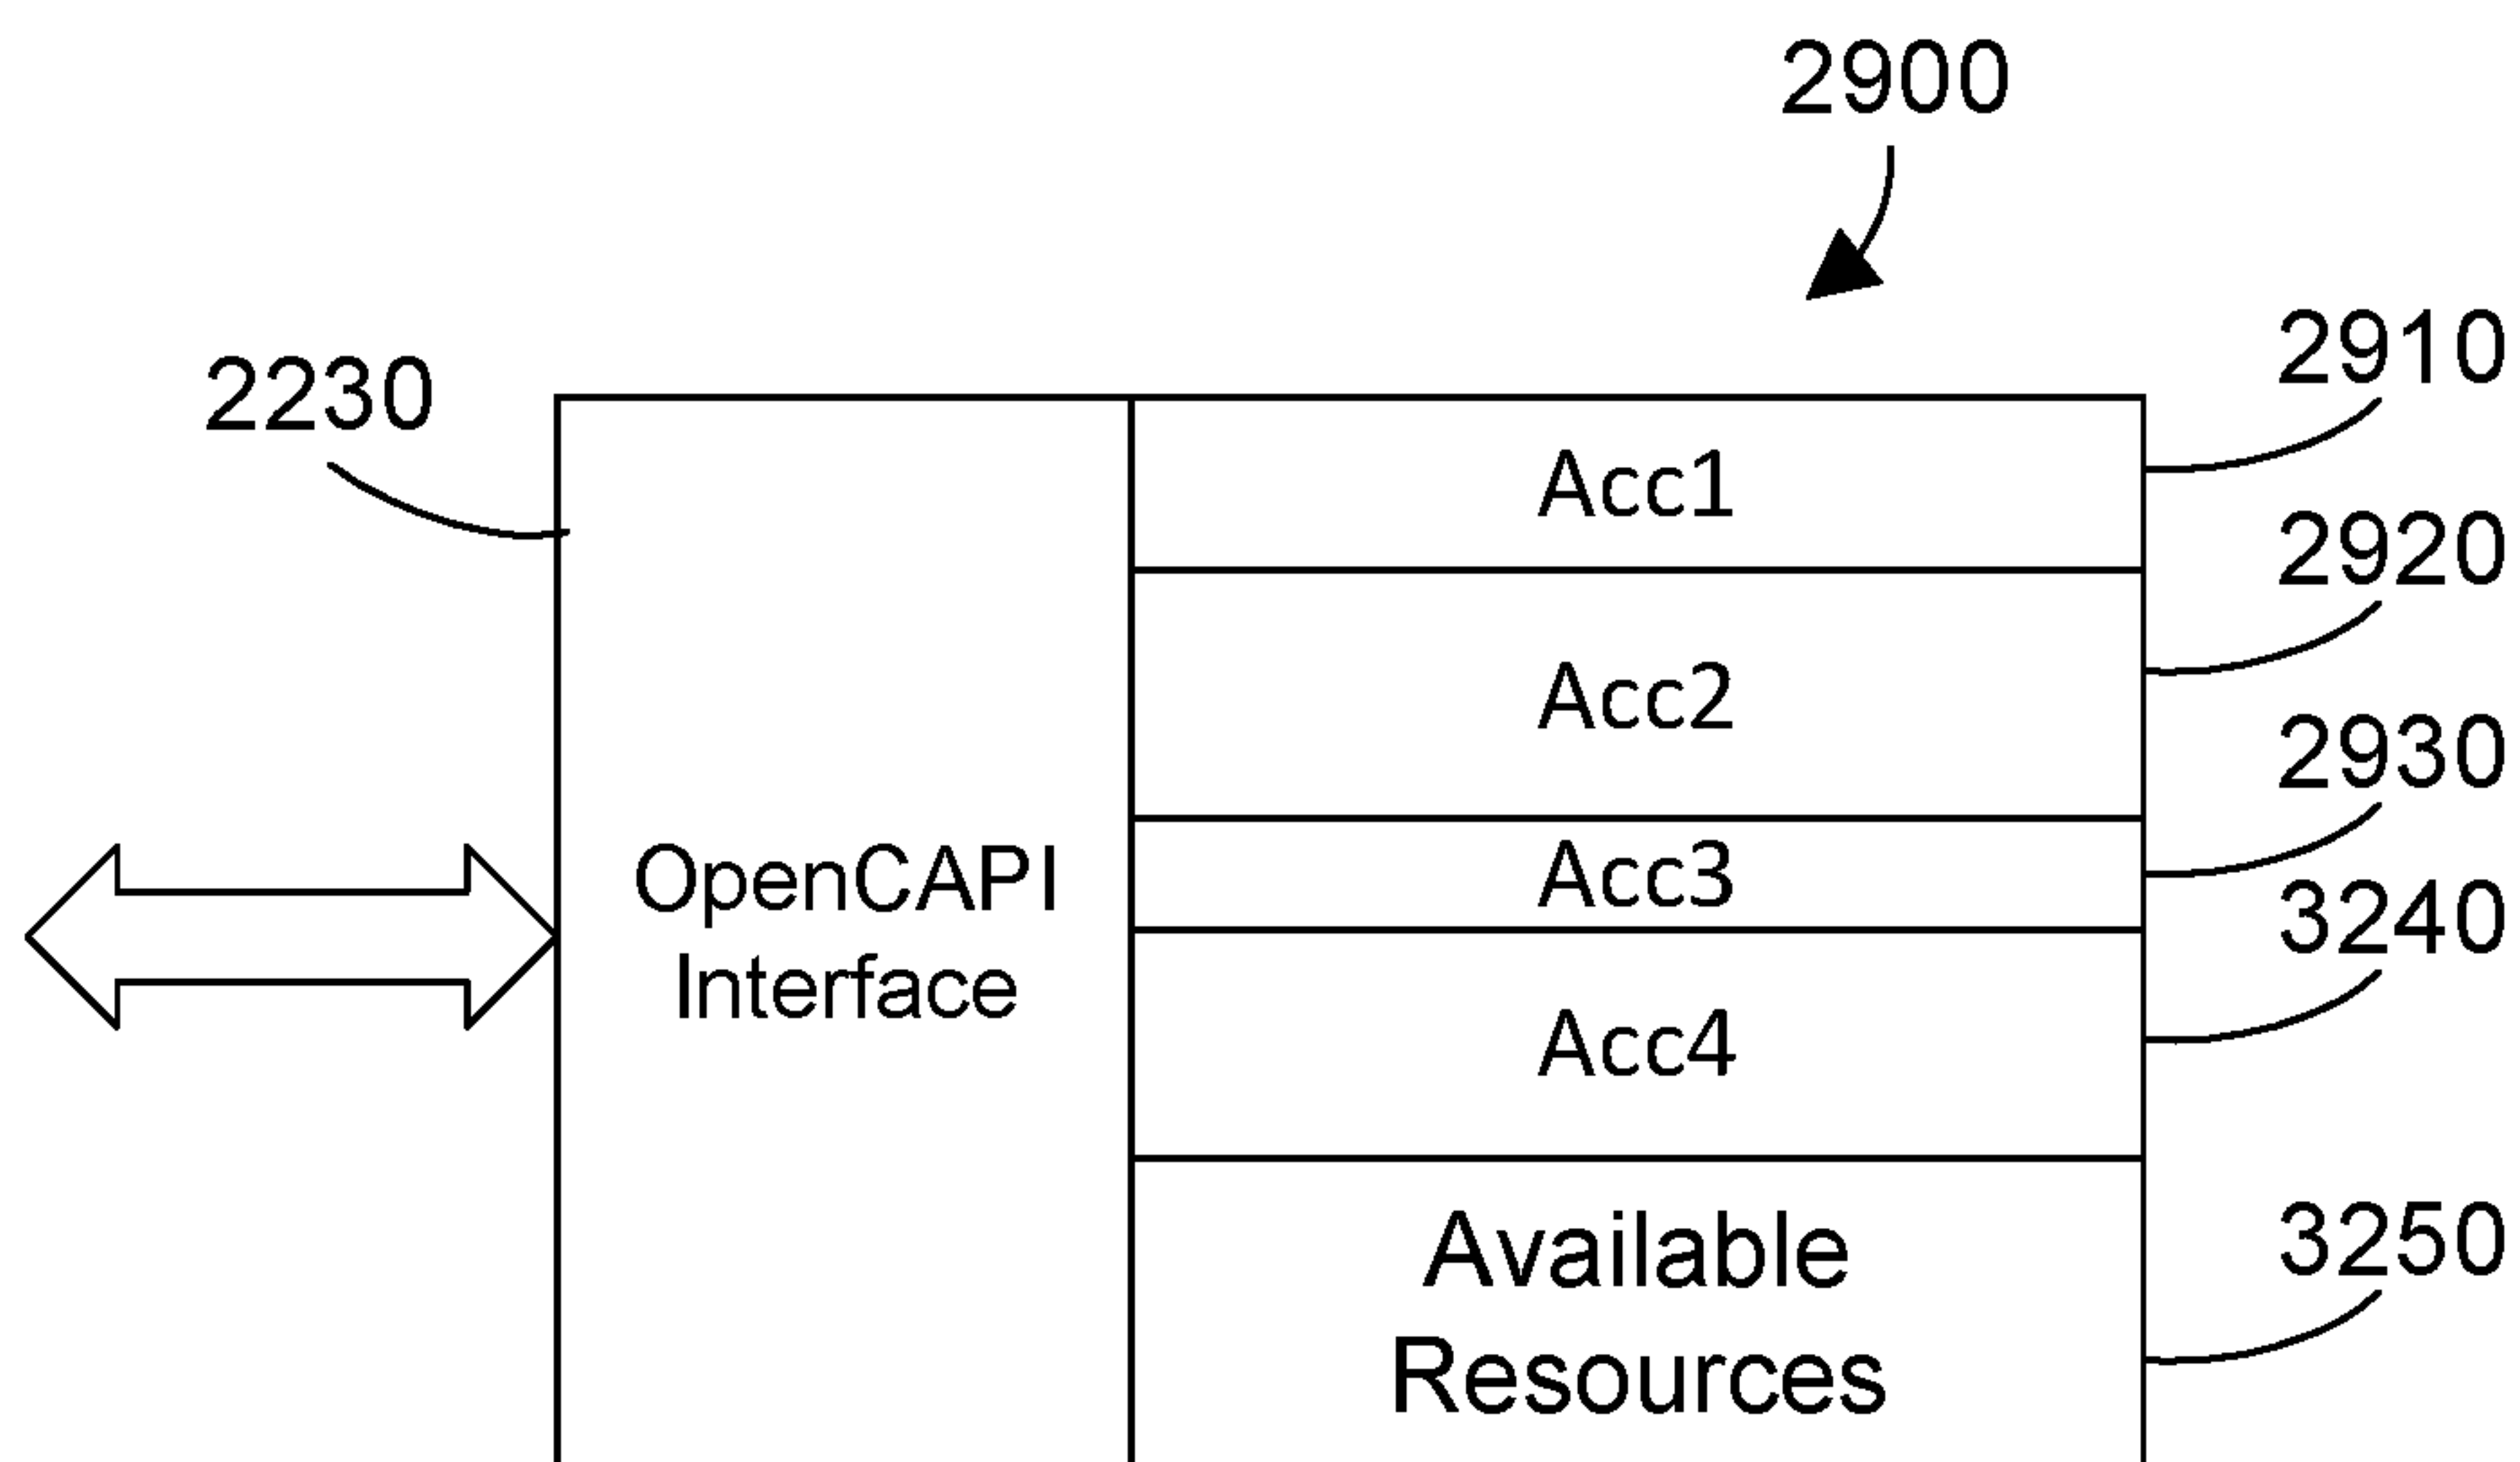 2900
2910
2230
Acc1
2920
Acc2
2930
OpenCAPI
Interface
Acc3
3240
Acc4
3250
Available
Resources